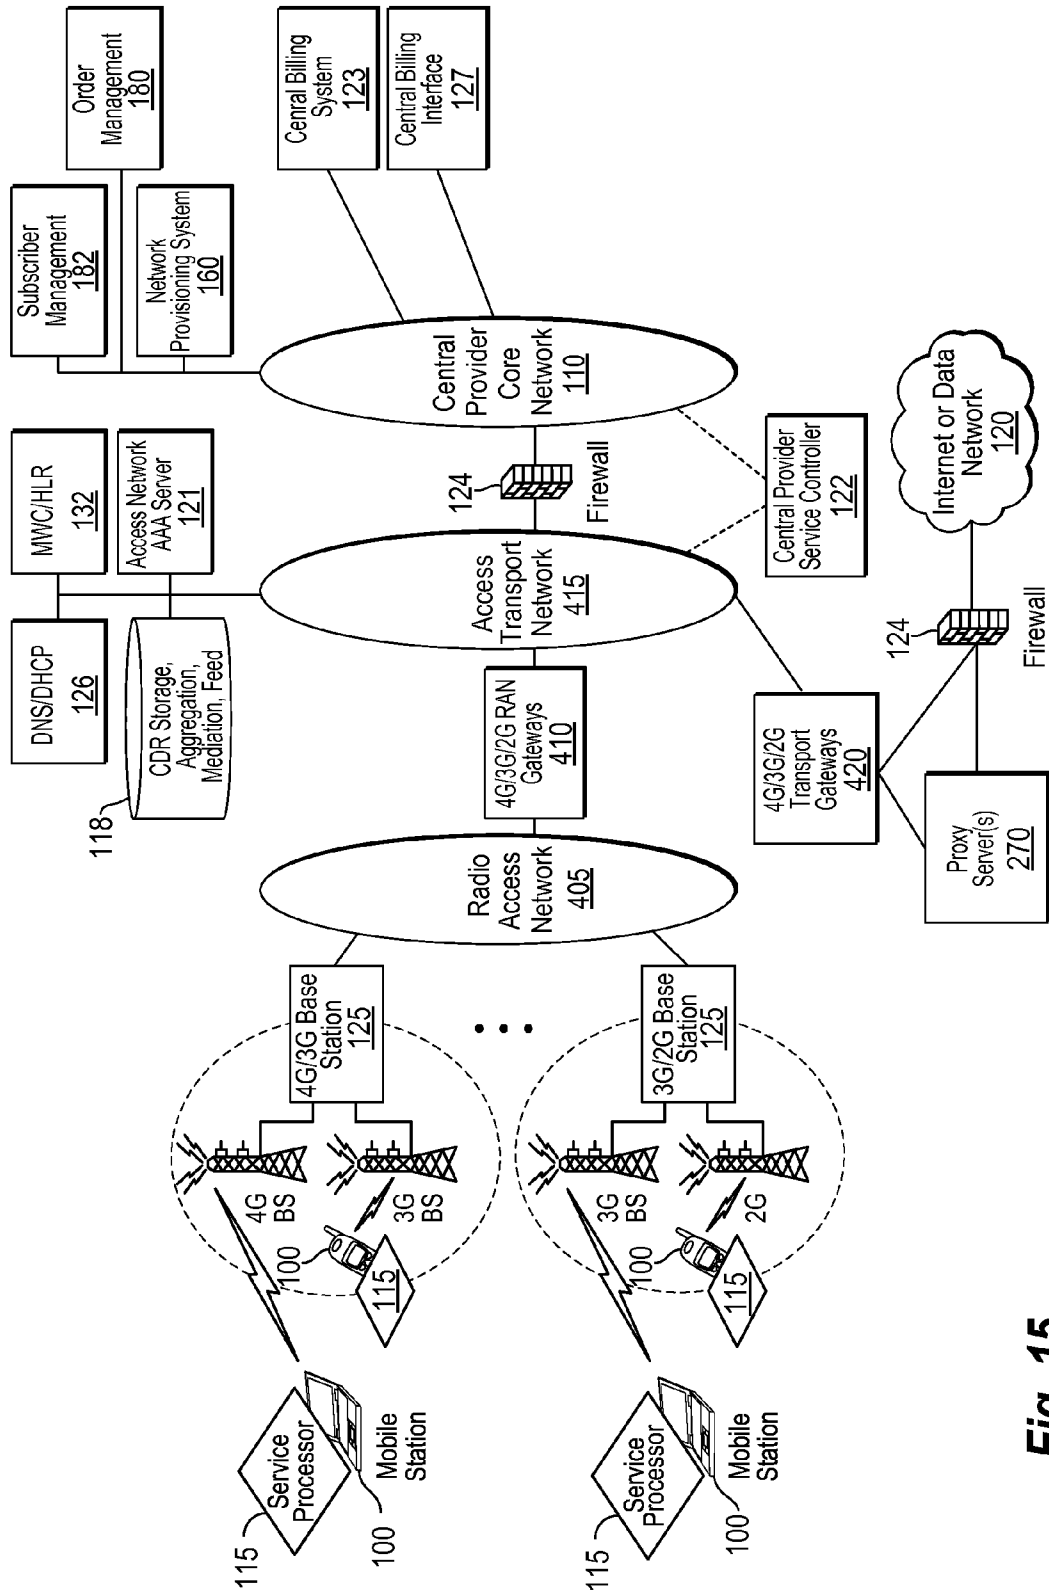 Subscriber
Management
182
Order
Management
180
Network
Provisioning System
160
Cenral Billing
System
123
Central Billing
Interface
127
DNS/DHCP
126
MWC/HLR
132
118
CDR Storage,
Aggregation,
Mediation, Feed
Access Network
AAA Server
121
115
Service
Processor
100
Mobile
Station
4G
BS
100
115
3G
BS
4G/3G Base
Station
125
115
Service
Processor
100
Mobile
Station
3G
BS
100
115
2G
3G/2G Base
Station
125
Radio
Access
Network
405
4G/3G/2G RAN
Gateways
410
Access
Transport
Network
415
124
Firewall
Central
Provider
Core
Network
110
Central Provider
Service Controller
122
4G/3G/2G
Transport
Gateways
420
Proxy
Server(s)
270
124
Firewall
Internet or Data
Network
120
Fig. 15